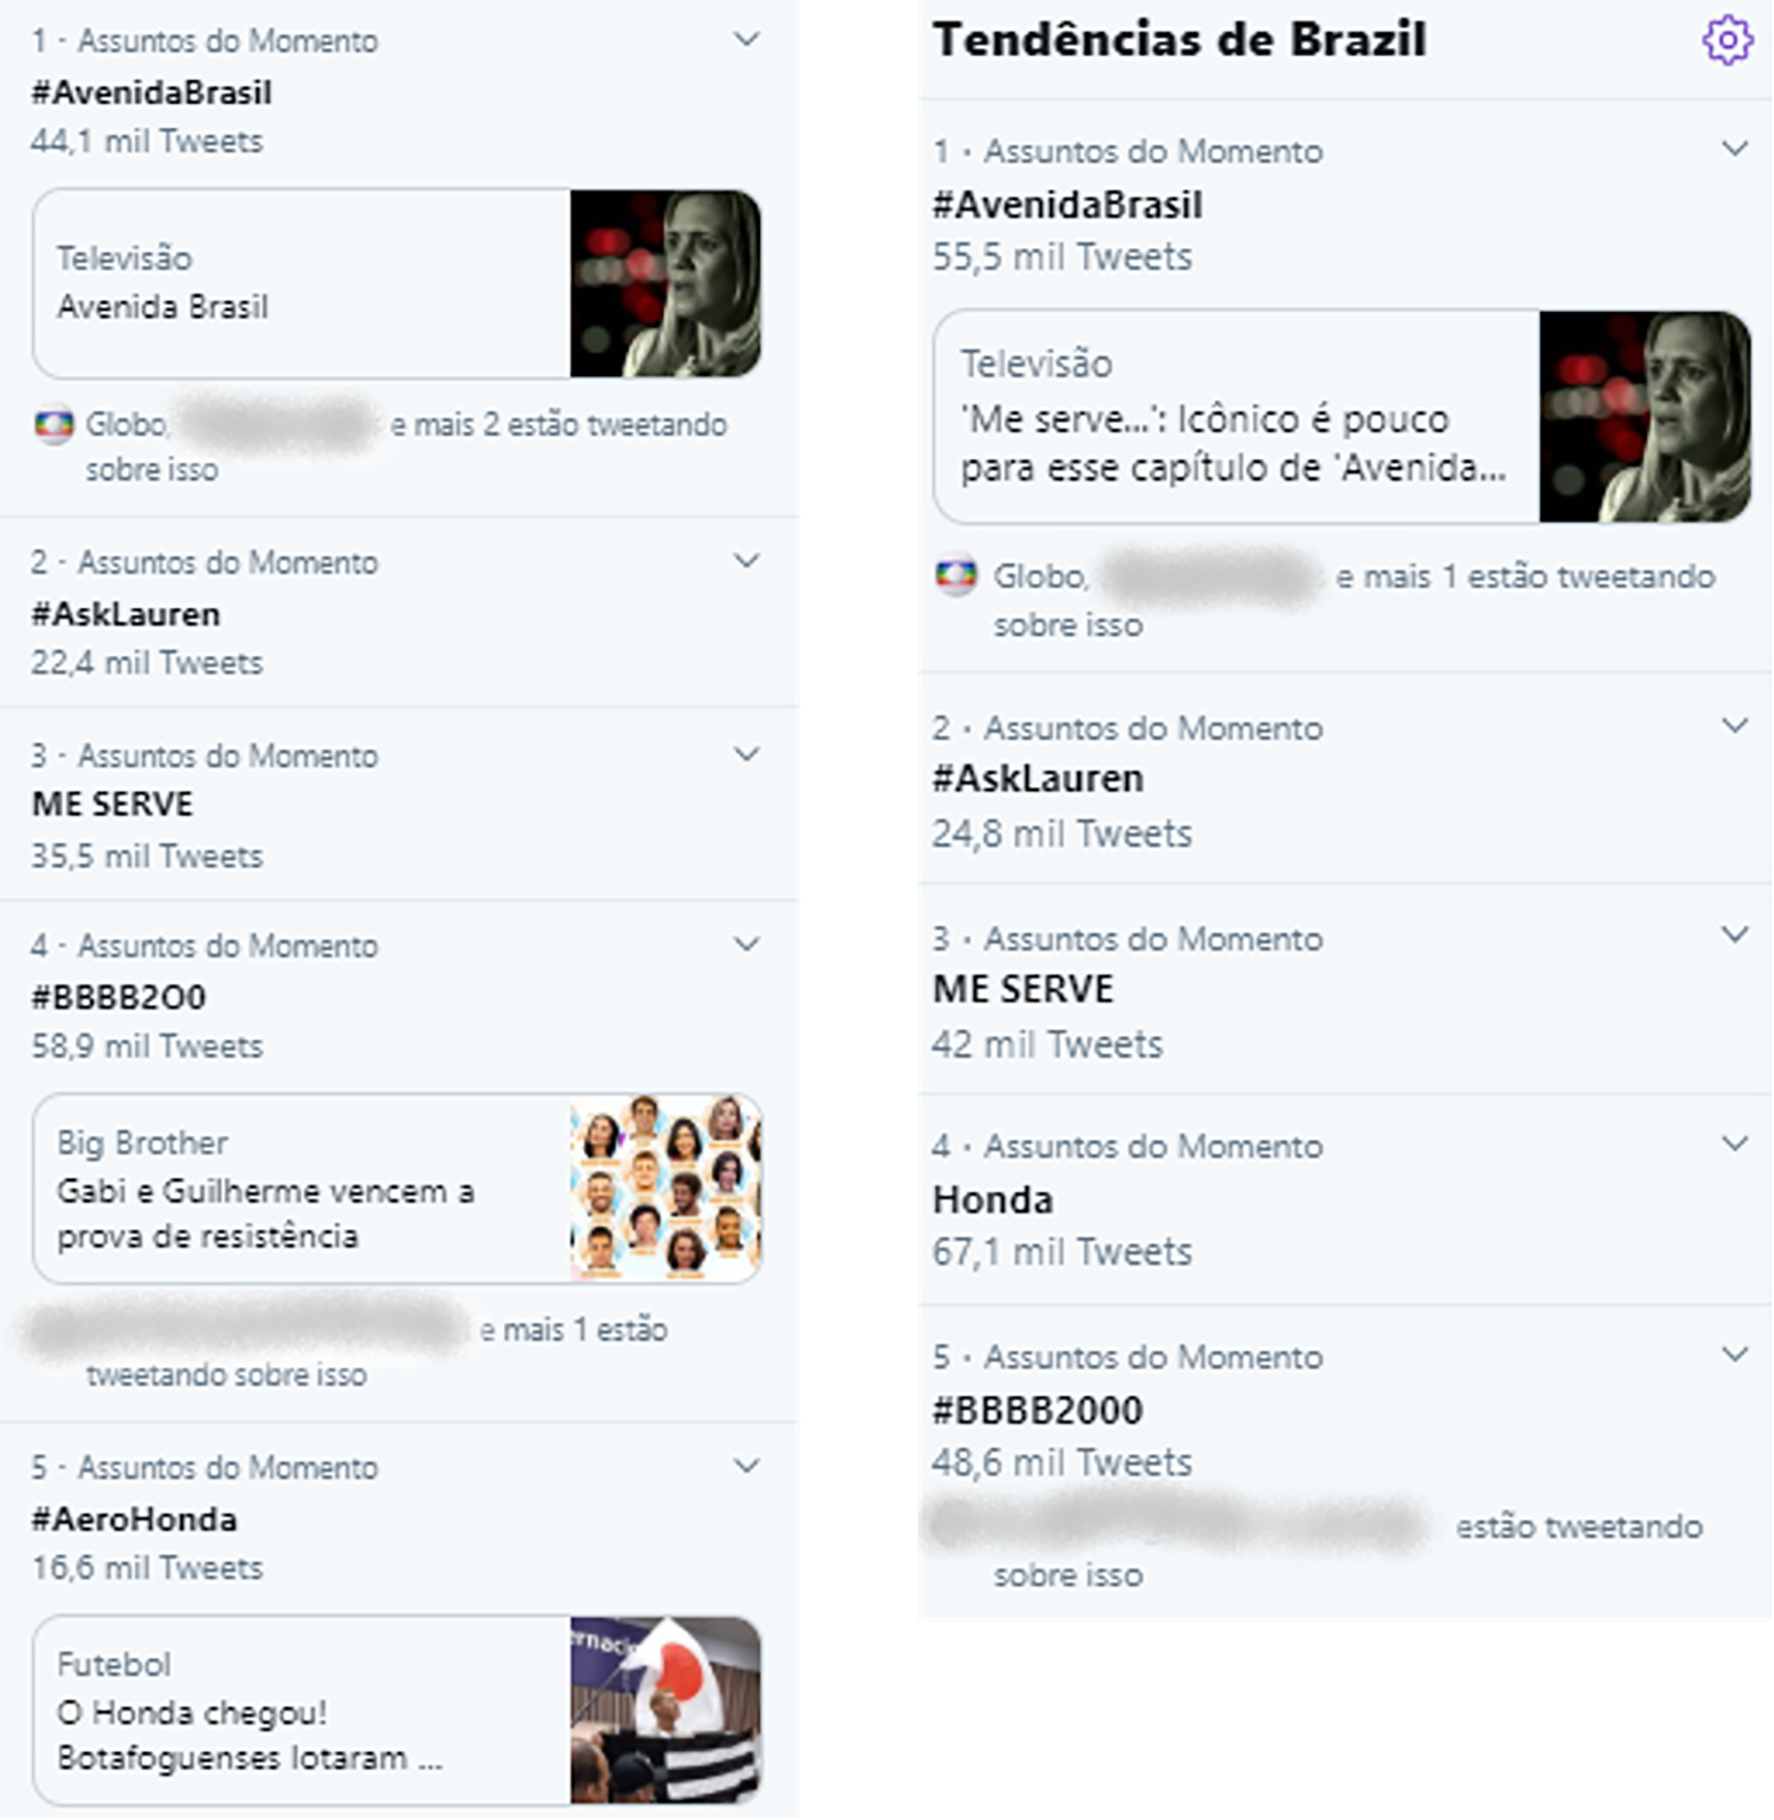 1 · Assuntos do Momento
#AvenidaBrasil
44,1 mil Tweets
Televisão
Avenida Brasil
Globo, e mais 2 estão tweetando
sobre isso
2 · Assuntos do Momento
#AskLauren
22,4 mil Tweets
3 · Assuntos do Momento
ME SERVE
35,5 mil Tweets
4 · Assuntos do Momento
#BBBB2O0
58,9 mil Tweets
Big Brother
Gabi e Guilherme vencem a
prova de resistência
e mais 1 estão
tweetando sobre isso
5 · Assuntos do Momento
#AeroHonda
16,6 mil Tweets
Futebol
O Honda chegou!
Botafoguenses lotaram ...
Tendências de Brazil
1 · Assuntos do Momento
#AvenidaBrasil
55,5 mil Tweets
Televisão
'Me serve...': Icônico é pouco
para esse capítulo de 'Avenida...
Globo, e mais 1 estão tweetando
sobre isso
2 · Assuntos do Momento
#AskLauren
24,8 mil Tweets
3 · Assuntos do Momento
ME SERVE
42 mil Tweets
4 · Assuntos do Momento
Honda
67,1 mil Tweets
5 · Assuntos do Momento
#BBBB2000
48,6 mil Tweets
estão tweetando
sobre isso